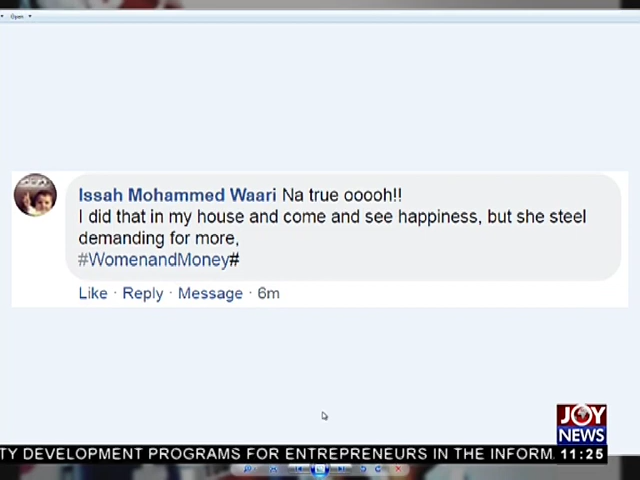 Open
Issah Mohammed Waari Na true ooooh!!
I did that in my house and come and see happiness, but she steel
demanding for more,
#WomenandMoney#
Like · Reply · Message · 6m
JOY
NEWS
TY DEVELOPMENT PROGRAMS FOR ENTREPRENEURS IN THE INFORM
11:25